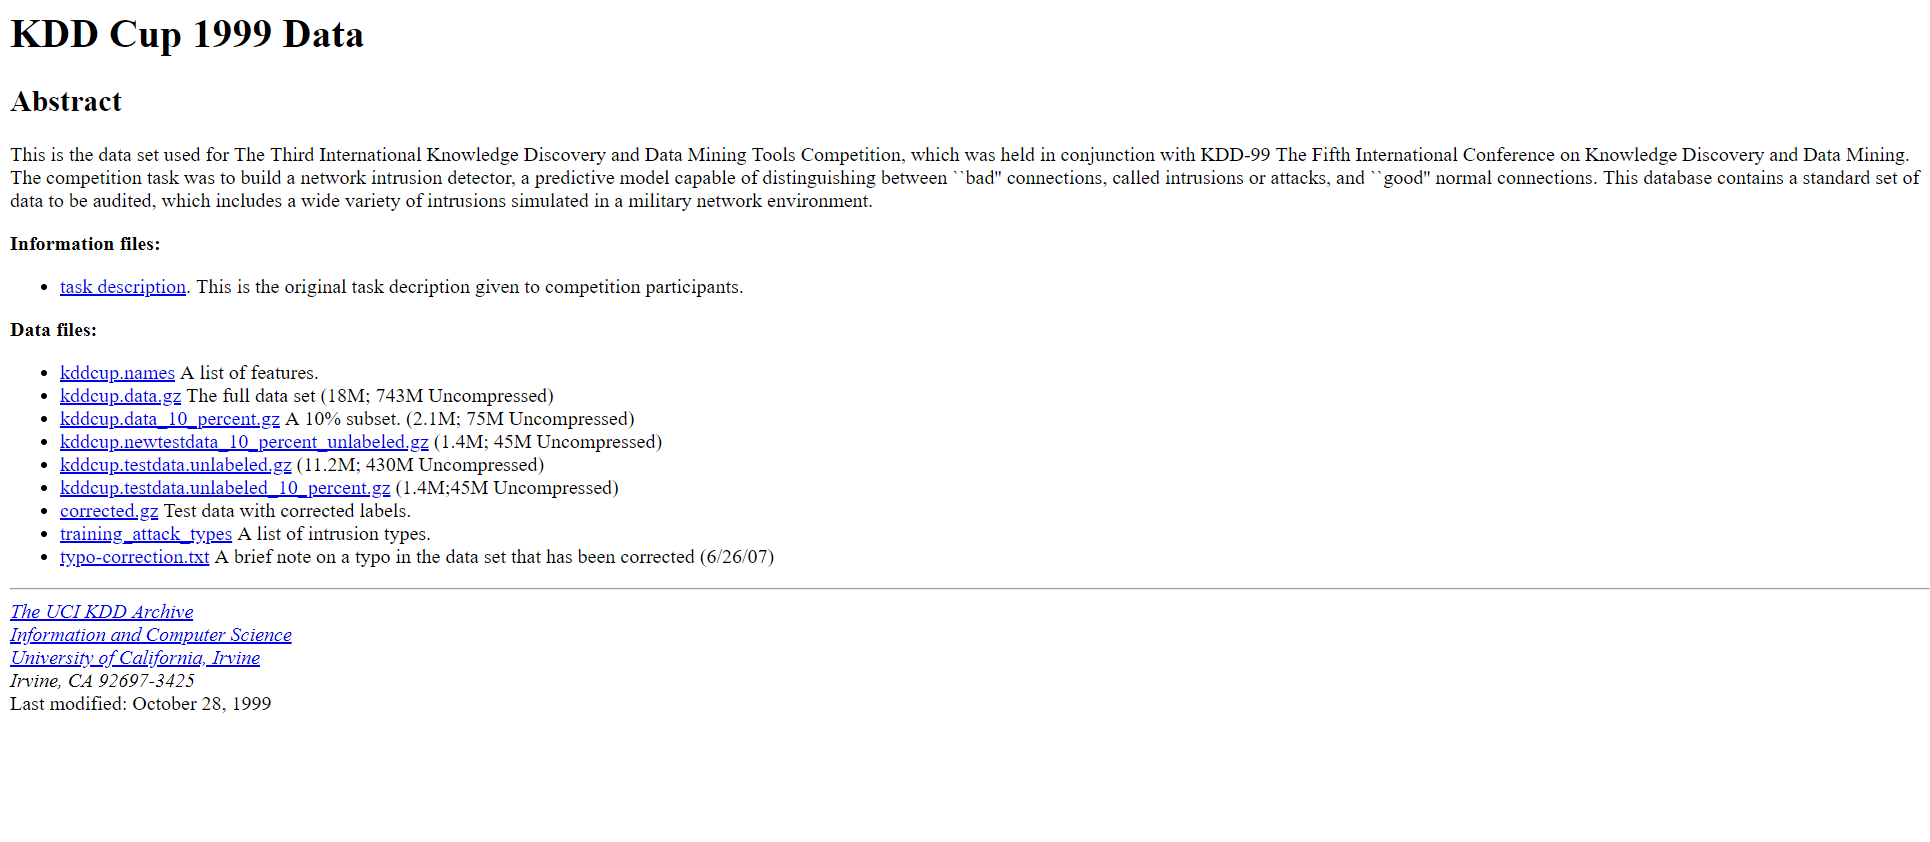 KDD Cup 1999 Data
Abstract
This is the data set used for The Third International Knowledge Discovery and Data Mining Tools Competition, which was held in conjunction with KDD-99 The Fifth International Conference on Knowledge Discovery and Data Mining.
The competition task was to build a network intrusion detector, a predictive model capable of distinguishing between ``bad'' connections, called intrusions or attacks, and ``good'' normal connections. This database contains a standard set of
data to be audited, which includes a wide variety of intrusions simulated in a military network environment.
Information files:
• task description. This is the original task decription given to competition participants.
Data files:
• kddcup.names A list of features.
• kddcup.data.gz The full data set (18M; 743M Uncompressed)
• kddcup.data_10_percent.gz A 10% subset. (2.1M; 75M Uncompressed)
• kddcup.newtestdata_10_percent_unlabeled.gz (1.4M; 45M Uncompressed)
• kddcup.testdata.unlabeled.gz (11.2M; 430M Uncompressed)
• kddcup.testdata.unlabeled_10_percent.gz (1.4M;45M Uncompressed)
• corrected.gz Test data with corrected labels.
• training_attack_types A list of intrusion types.
• typo-correction.txt A brief note on a typo in the data set that has been corrected (6/26/07)
The UCI KDD Archive
Information and Computer Science
University of California, Irvine
Irvine, CA 92697-3425
Last modified: October 28, 1999